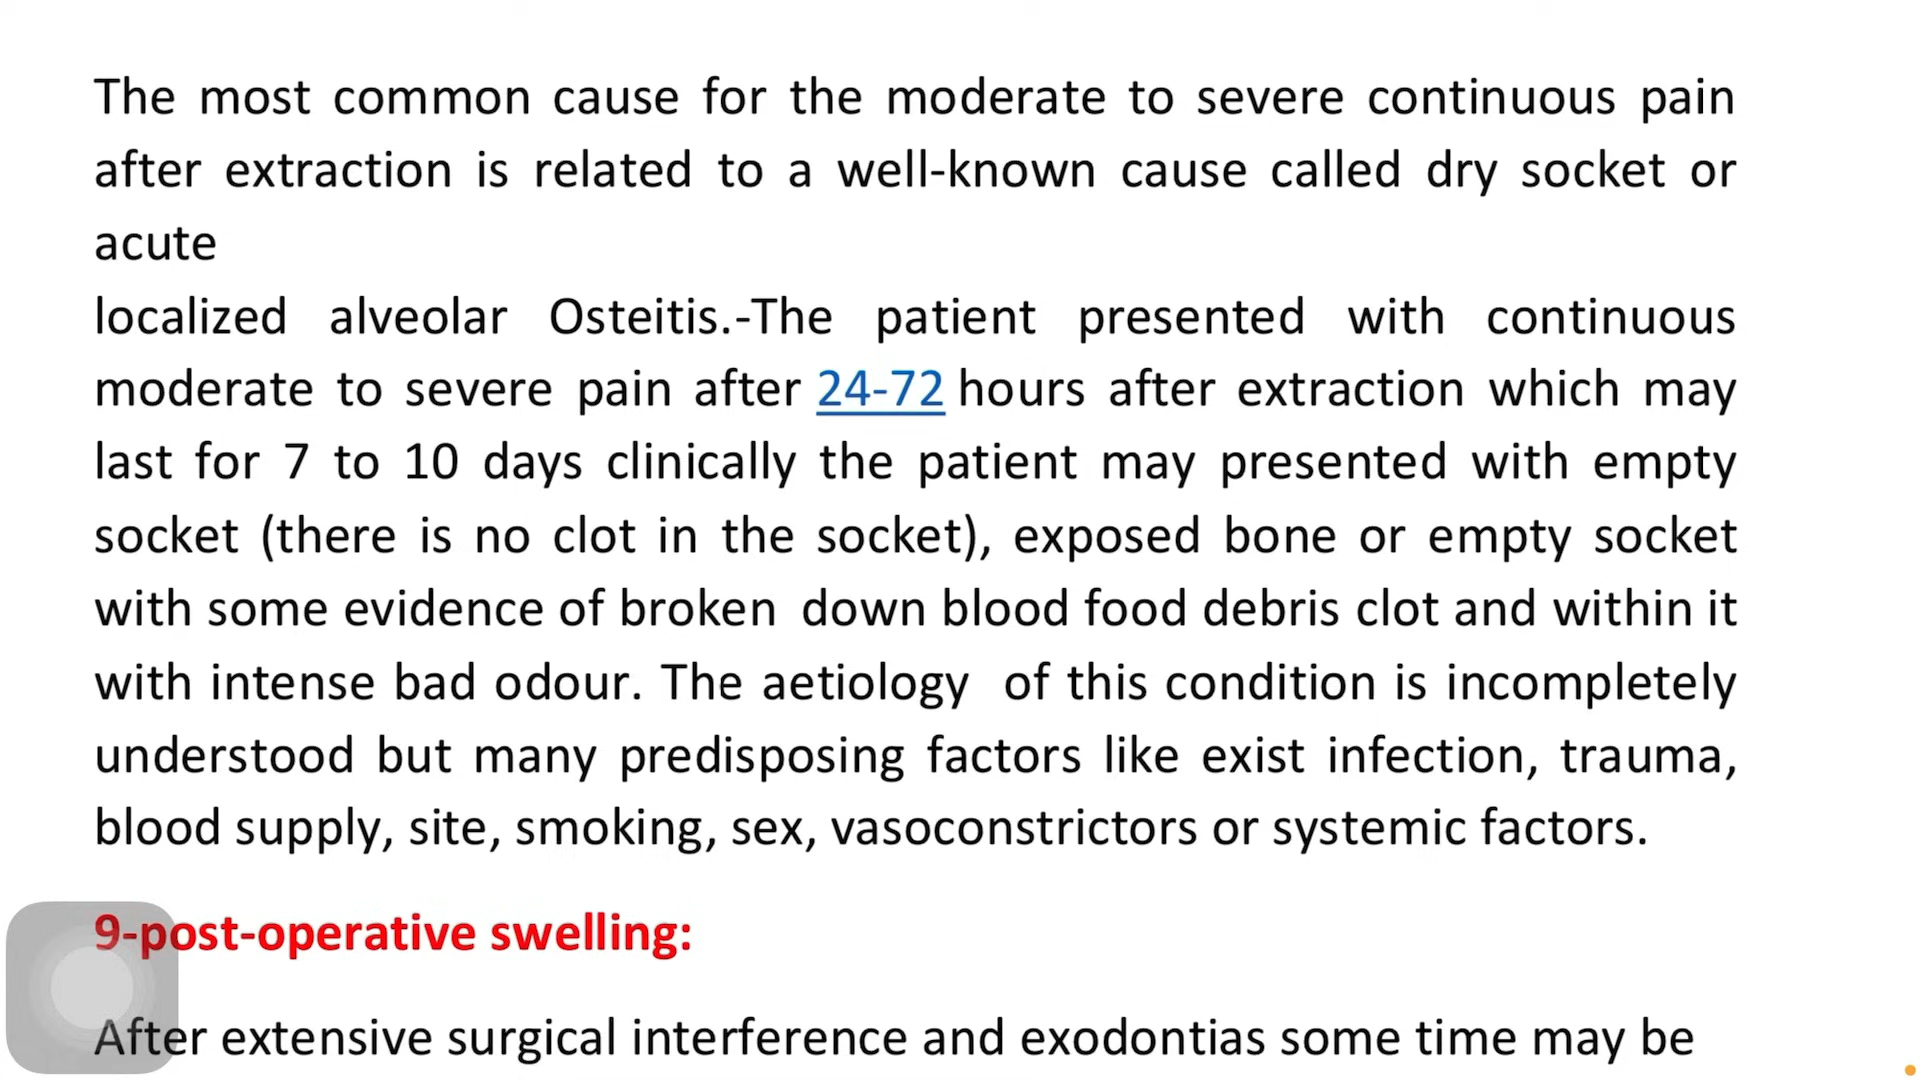 The most common cause for the moderate to severe continuous pain
after extraction is related to a well-known cause called dry socket or
acute
localized alveolar Osteitis.-The patient presented with continuous
moderate to severe pain after 24-72 hours after extraction which may
last for 7 to 10 days clinically the patient may presented with empty
socket (there is no clot in the socket), exposed bone or empty socket
with some evidence of broken down blood food debris clot and within it
with intense bad odour. The aetiology of this condition is incompletely
understood but many predisposing factors like exist infection, trauma,
blood supply, site, smoking, sex, vasoconstrictors or systemic factors.
9-post-operative swelling:
After extensive surgical interference and exodontias some time may be